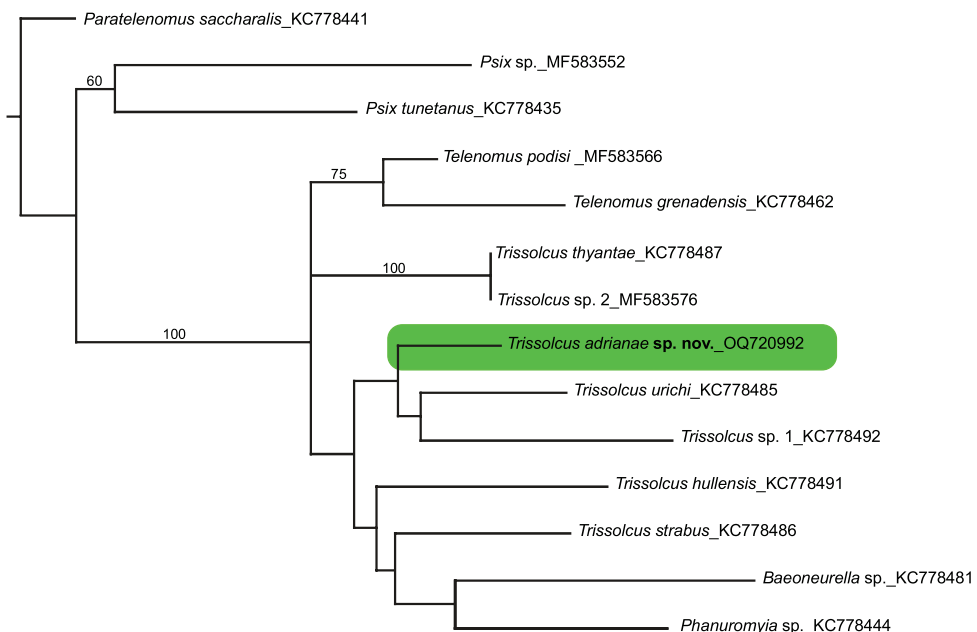 Paratelenomus saccharalis_KC778441
Psix sp._MF583552
60
Psix tunetanus_KC778435
Telenomus podisi _MF583566
75
Telenomus grenadensis_KC778462
Trissolcus thyantae_KC778487
100
Trissolcus sp. 2_MF583576
100
Trissolcus adrianae sp. nov._OQ720992
Trissolcus urichi_KC778485
Trissolcus sp. 1_KC778492
Trissolcus hullensis_KC778491
Trissolcus strabus_KC778486
Baeoneurella sp._KC778481
Phanuromyia sp._KC778444